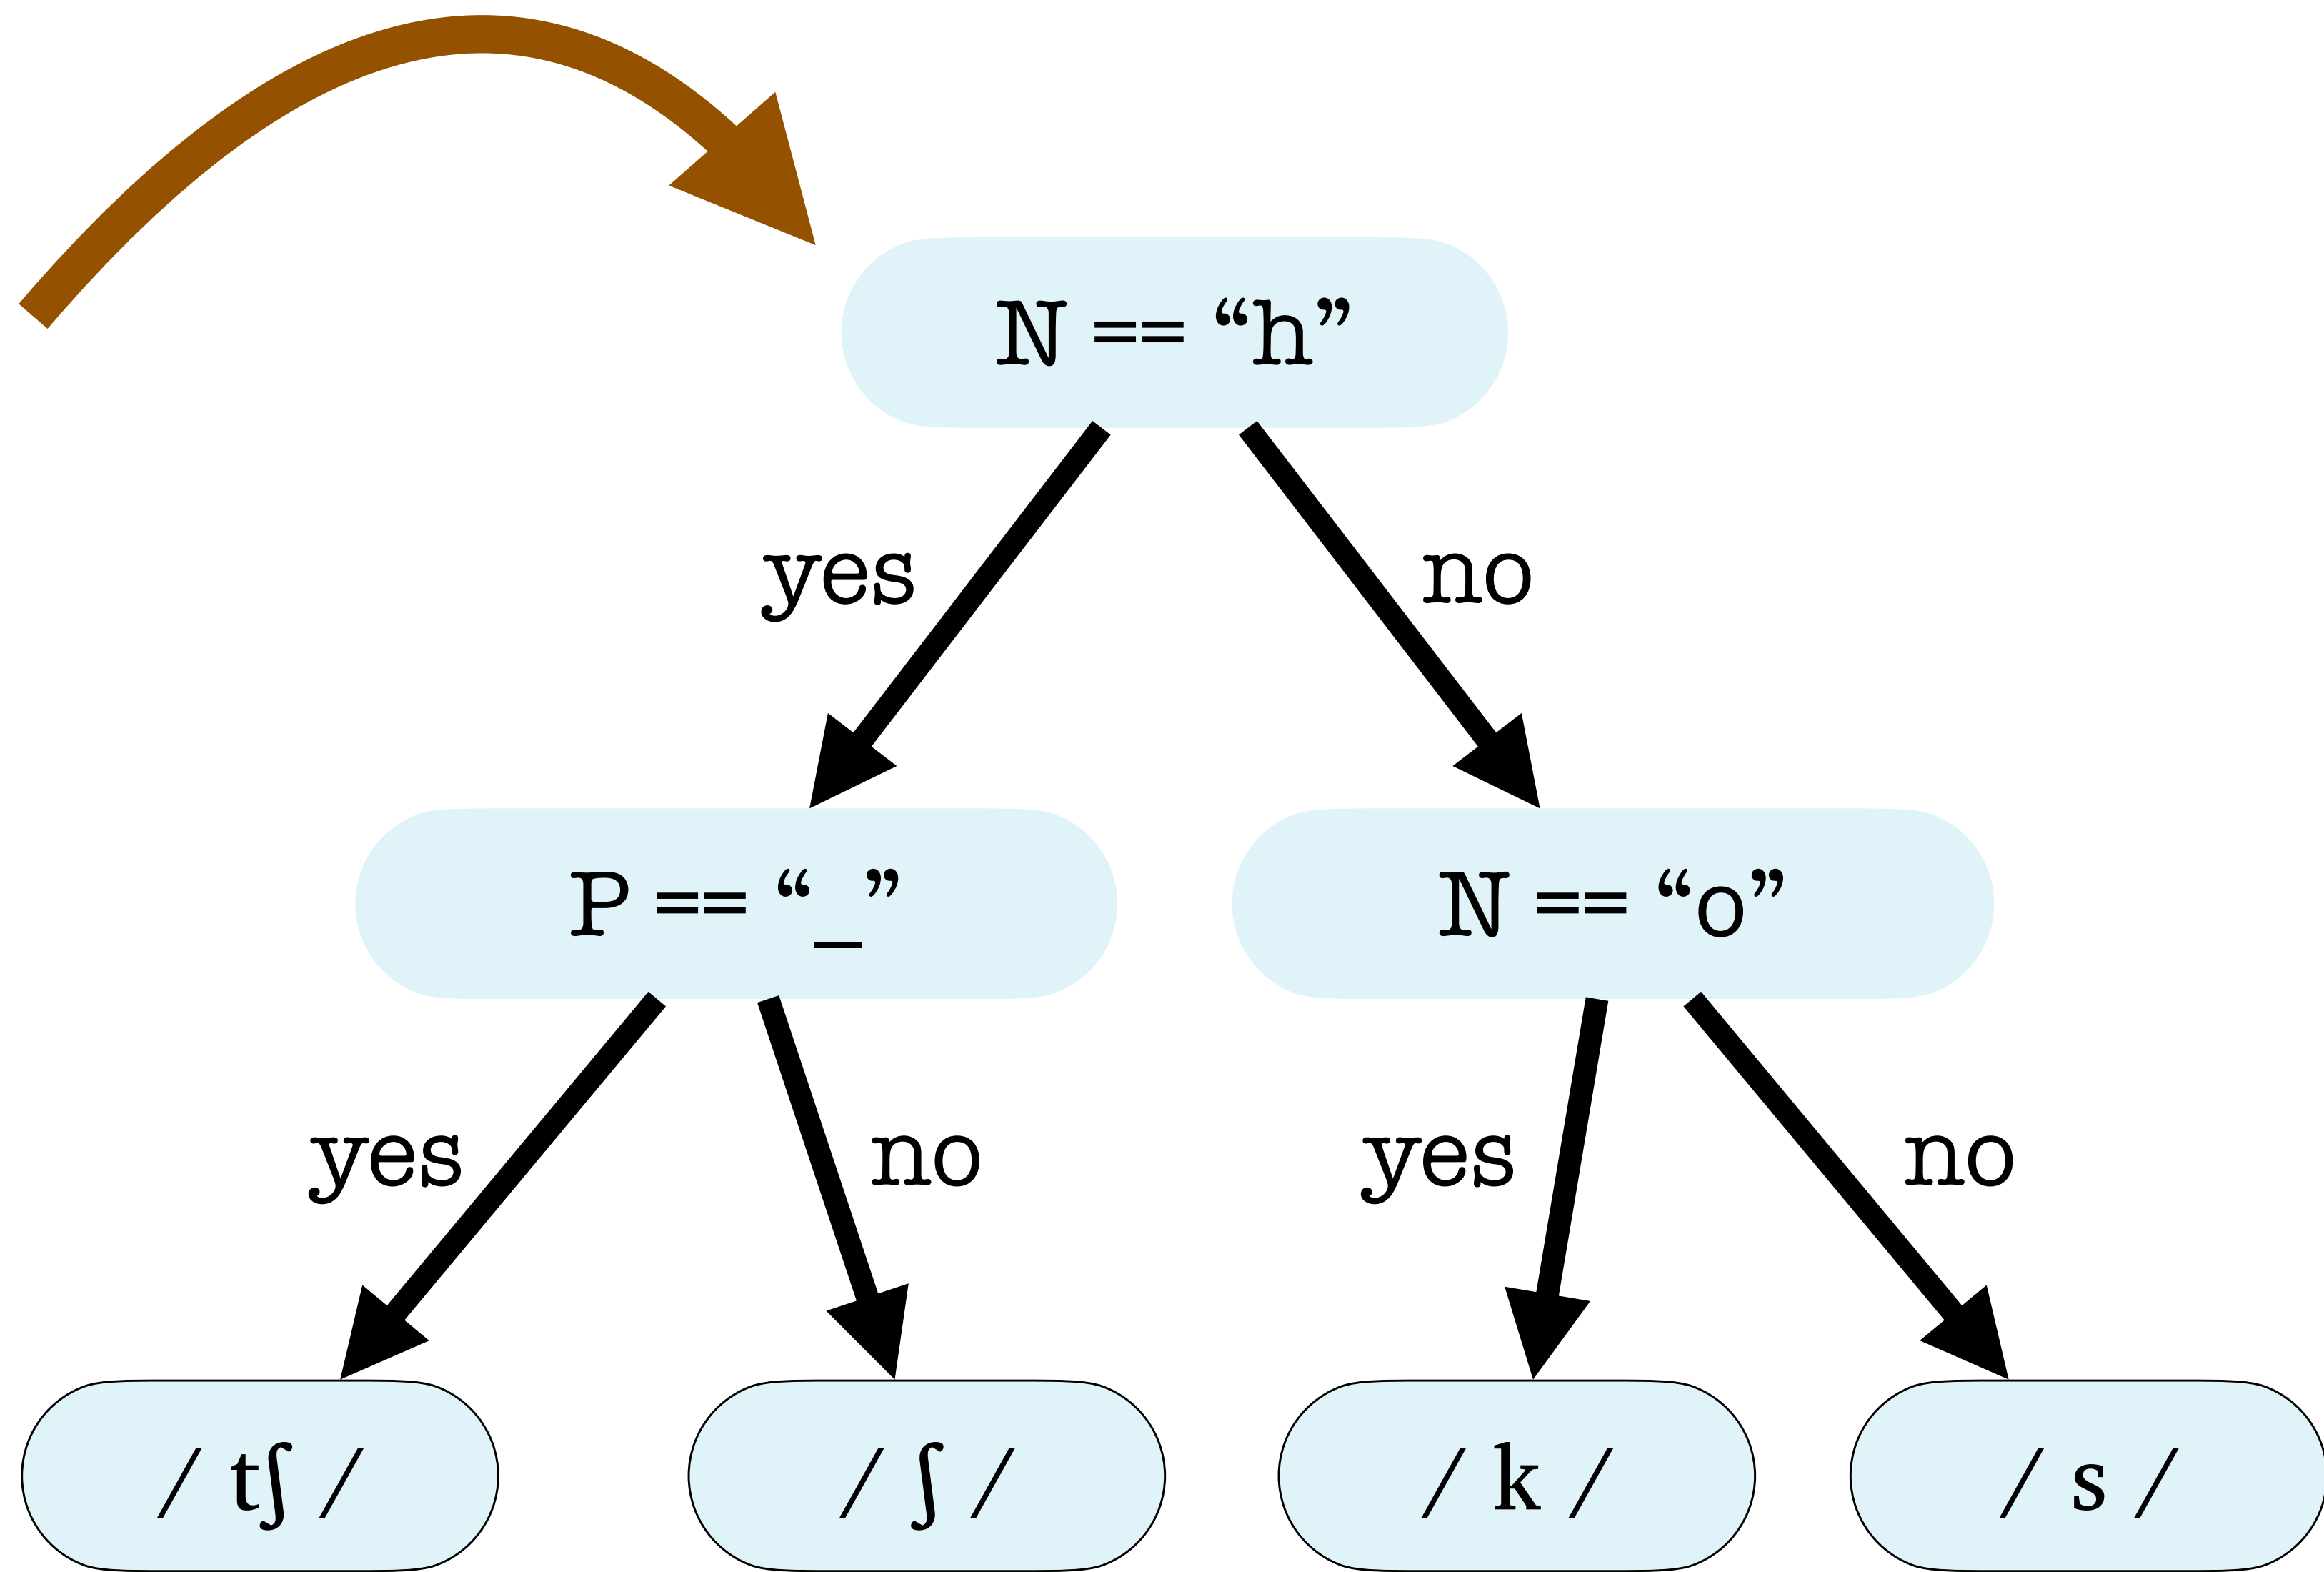 N == “h”
yes
no
P == “_”
N == “o”
yes
no
yes
no
/ tʃ /
/ ʃ /
/ k /
/ s /